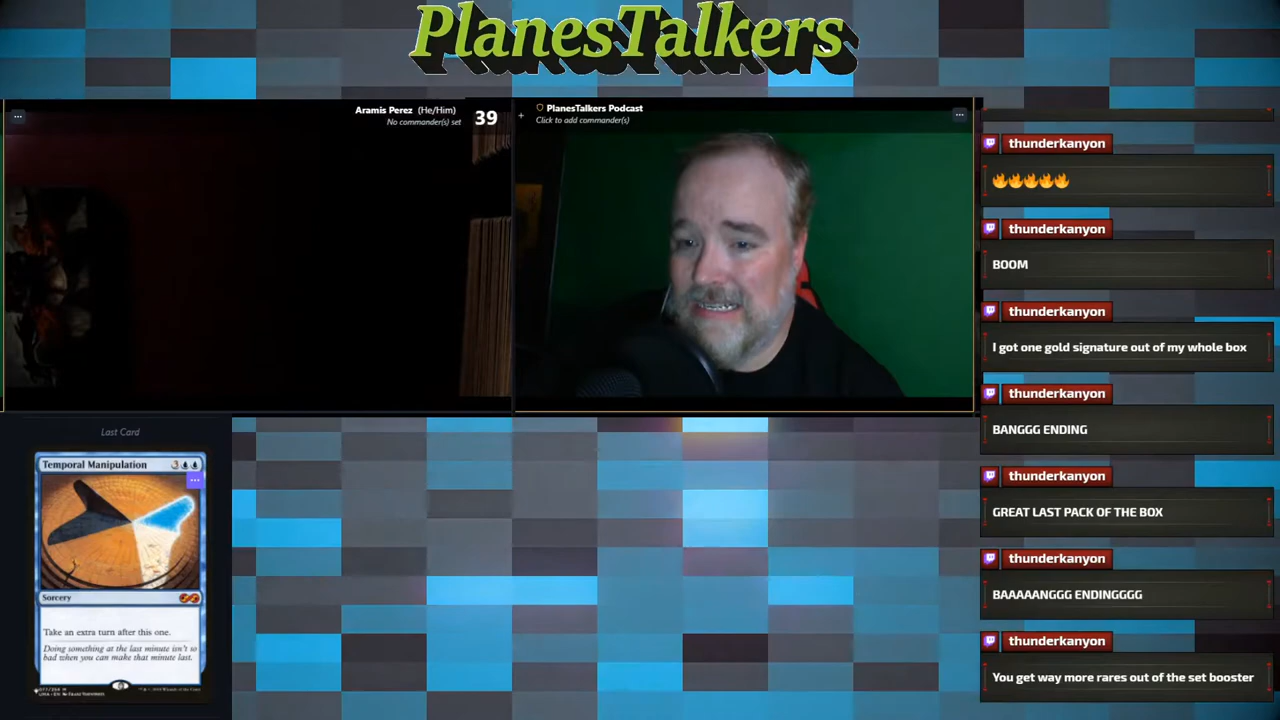 PlanesTalkers
Aramis Perez (He/Him)
No commander(s) set
39
PlanesTalkers Podcast
Click to add commander(s)
thunderkanyon
🔥🔥🔥🔥🔥
thunderkanyon
BOOM
thunderkanyon
I got one gold signature out of my whole box
thunderkanyon
BANGGG ENDING
thunderkanyon
GREAT LAST PACK OF THE BOX
thunderkanyon
BAAAAANGGG ENDINGGGG
thunderkanyon
You get way more rares out of the set booster
Last Card
Temporal Manipulation 3
Sorcery
Take an extra turn after this one.
Doing something at the last minute isn't so
bad when you can make that minute last.